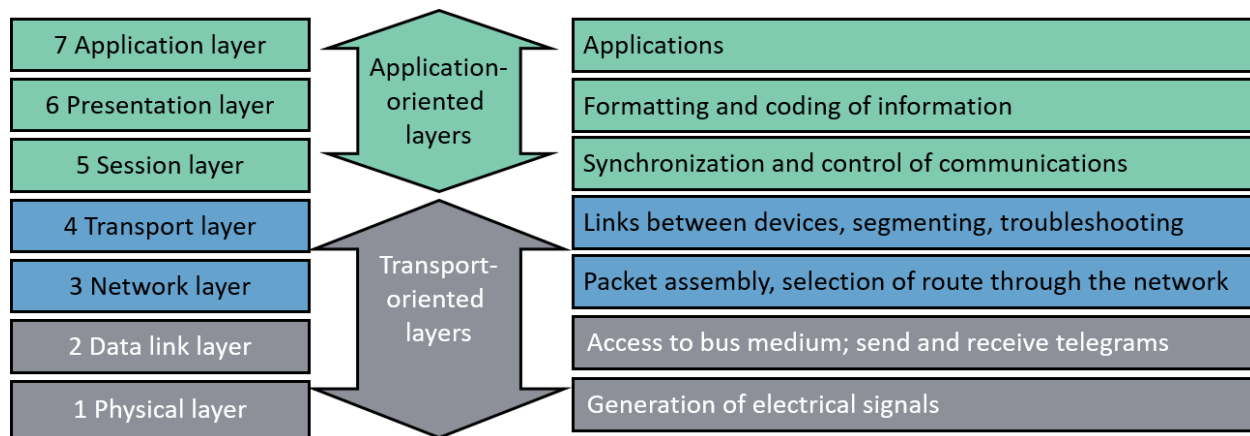 7 Application layer
6 Presentation layer
5 Session layer
4 Transport layer
3 Network layer
2 Data link layer
1 Physical layer
Application-
oriented
layers
Transport-
oriented
layers
Applications
Formatting and coding of information
Synchronization and control of communications
Links between devices, segmenting, troubleshooting
Packet assembly, selection of route through the network
Access to bus medium; send and receive telegrams
Generation of electrical signals